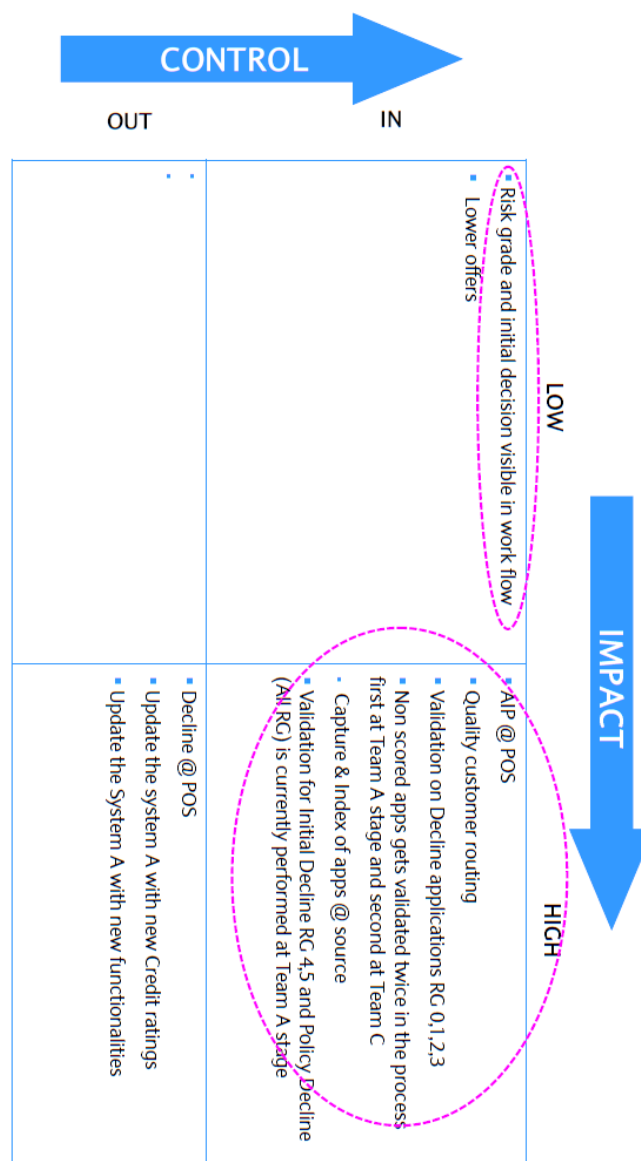 CONTROL
OUT
IN
IMPACT
LOW
HIGH
Risk grade and initial decision visible in work flow
Lower offers
AIP @ POS
Quality customer routing
Validation on Decline applications RG 0,1,2,3
Non scored apps gets validated twice in the process
first at Team A stage and second at Team C
Capture & Index of apps @ source
Validation for Initial Decline RG 4,5 and Policy Decline
(All RG) is currently performed at Team A stage
Decline @ POS
Update the system A with new Credit ratings
Update the System A with new functionalities